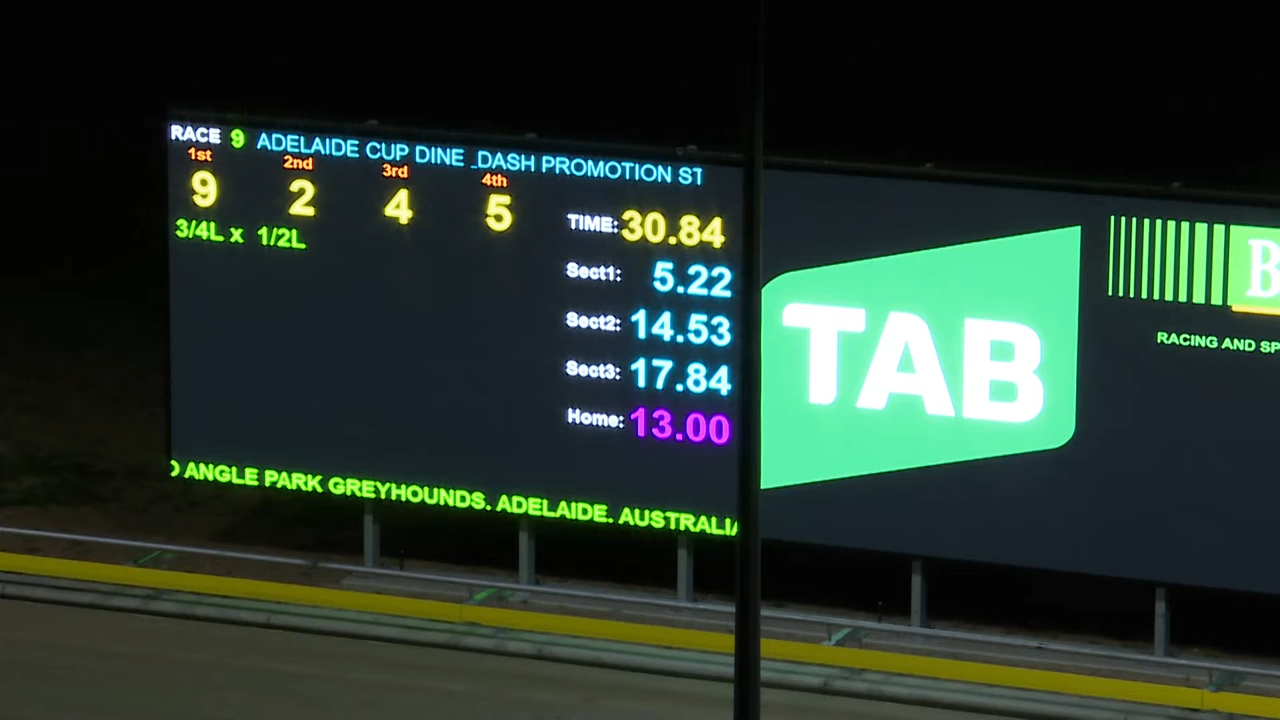 RACE 9 ADELAIDE CUP DINE _DASH PROMOTION ST
1st 2nd 3rd 4th
9 2 4 5
3/4L x 1/2L
TIME: 30.84
Sect1: 5.22
Sect2: 14.53
Sect3: 17.84
Home: 13.00
ANGLE PARK GREYHOUNDS. ADELAIDE. AUSTRALIA
TAB
B
RACING AND SP